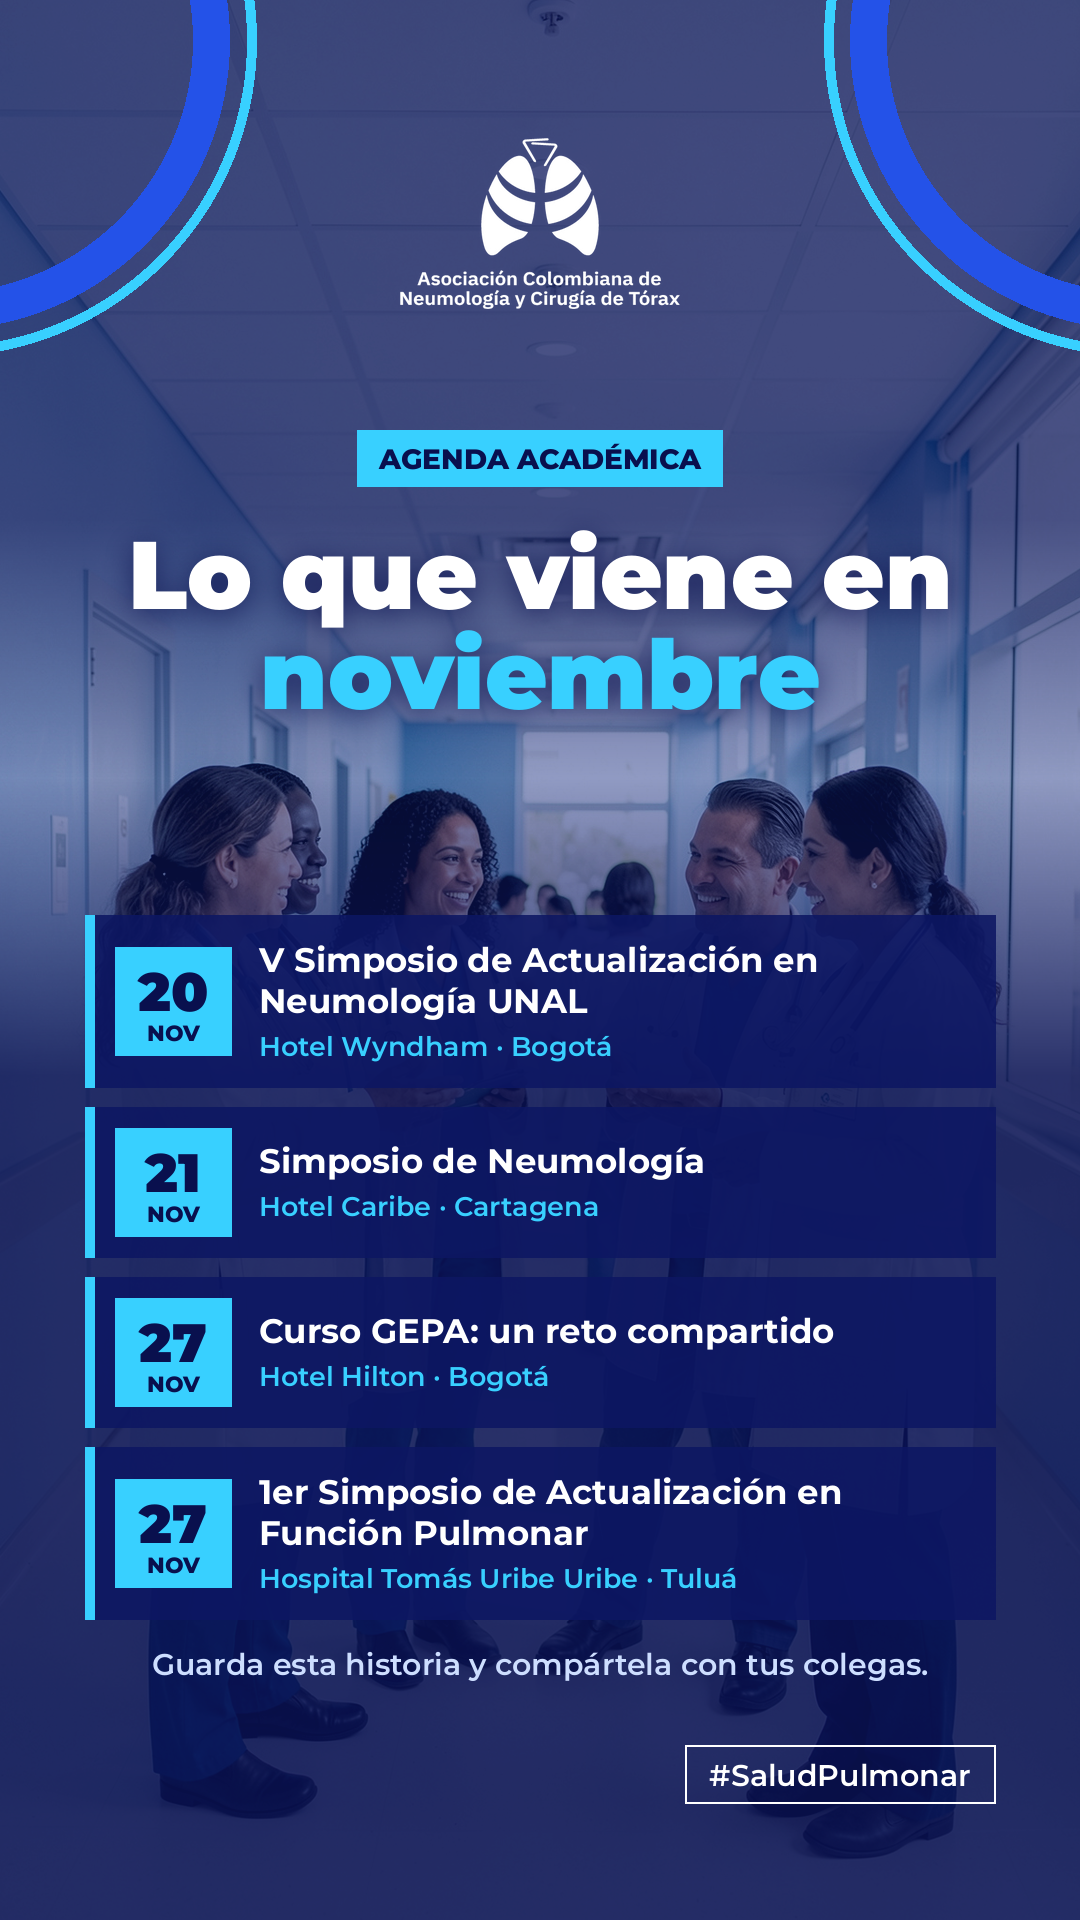 Asociación Colombiana de
Neumología y Cirugía de Tórax
AGENDA ACADÉMICA
Lo que viene en
noviembre
20
NOV
V Simposio de Actualización en
Neumología UNAL
Hotel Wyndham · Bogotá
21
NOV
Simposio de Neumología
Hotel Caribe · Cartagena
27
NOV
Curso GEPA: un reto compartido
Hotel Hilton · Bogotá
27
NOV
1er Simposio de Actualización en
Función Pulmonar
Hospital Tomás Uribe Uribe · Tuluá
Guarda esta historia y compártela con tus colegas.
#SaludPulmonar